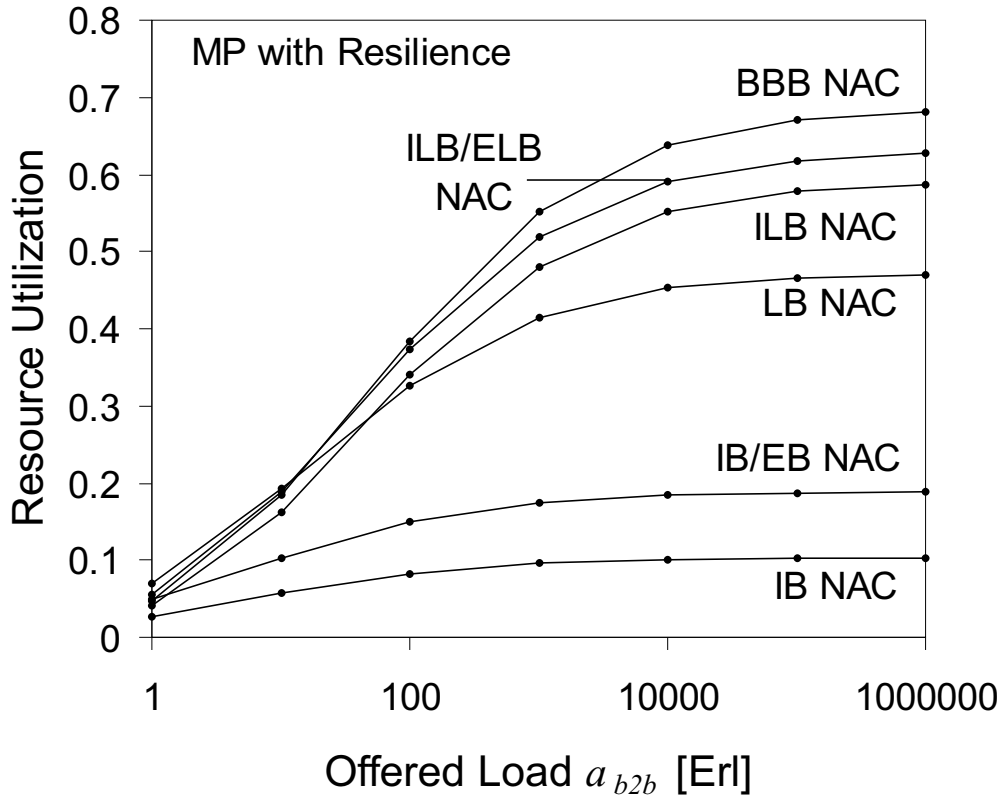 MP with Resilience
BBB NAC
ILB/ELB
NAC
ILB NAC
LB NAC
IB/EB NAC
IB NAC
Resource Utilization
0.8
0.7
0.6
0.5
0.4
0.3
0.2
0.1
0
1
100
10000
1000000
Offered Load a b2b [Erl]